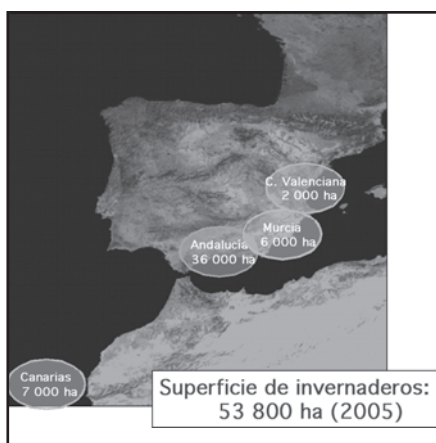 C. Valenciana
2 000 ha
Murcia
6 000 ha
Andalucía
36 000 ha
Canarias
7 000 ha
Superficie de invernaderos:
53 800 ha (2005)